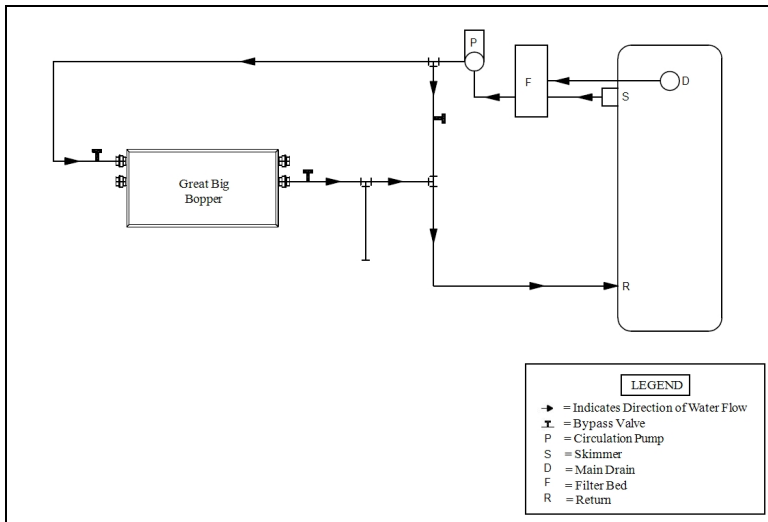 P
F
D
S
Great Big
Bopper
R
LEGEND
= Indicates Direction of Water Flow
= Bypass Valve
P = Circulation Pump
S = Skimmer
D = Main Drain
F = Filter Bed
R = Return